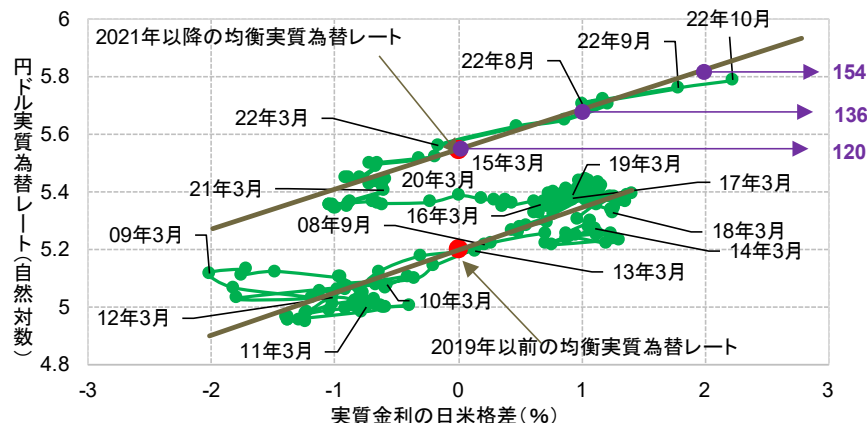 円ドル実質為替レート(自然対数)
6
5.8
5.6
5.4
5.2
5
4.8
2021年以降の均衡実質為替レート
22年8月
22年9月
22年10月
154
136
120
22年3月
15年3月
19年3月
20年3月
17年3月
21年3月
16年3月
08年9月
18年3月
09年3月
14年3月
13年3月
10年3月
12年3月
11年3月
2019年以前の均衡実質為替レート
-3
-2
-1
0
1
2
3
実質金利の日米格差(%)